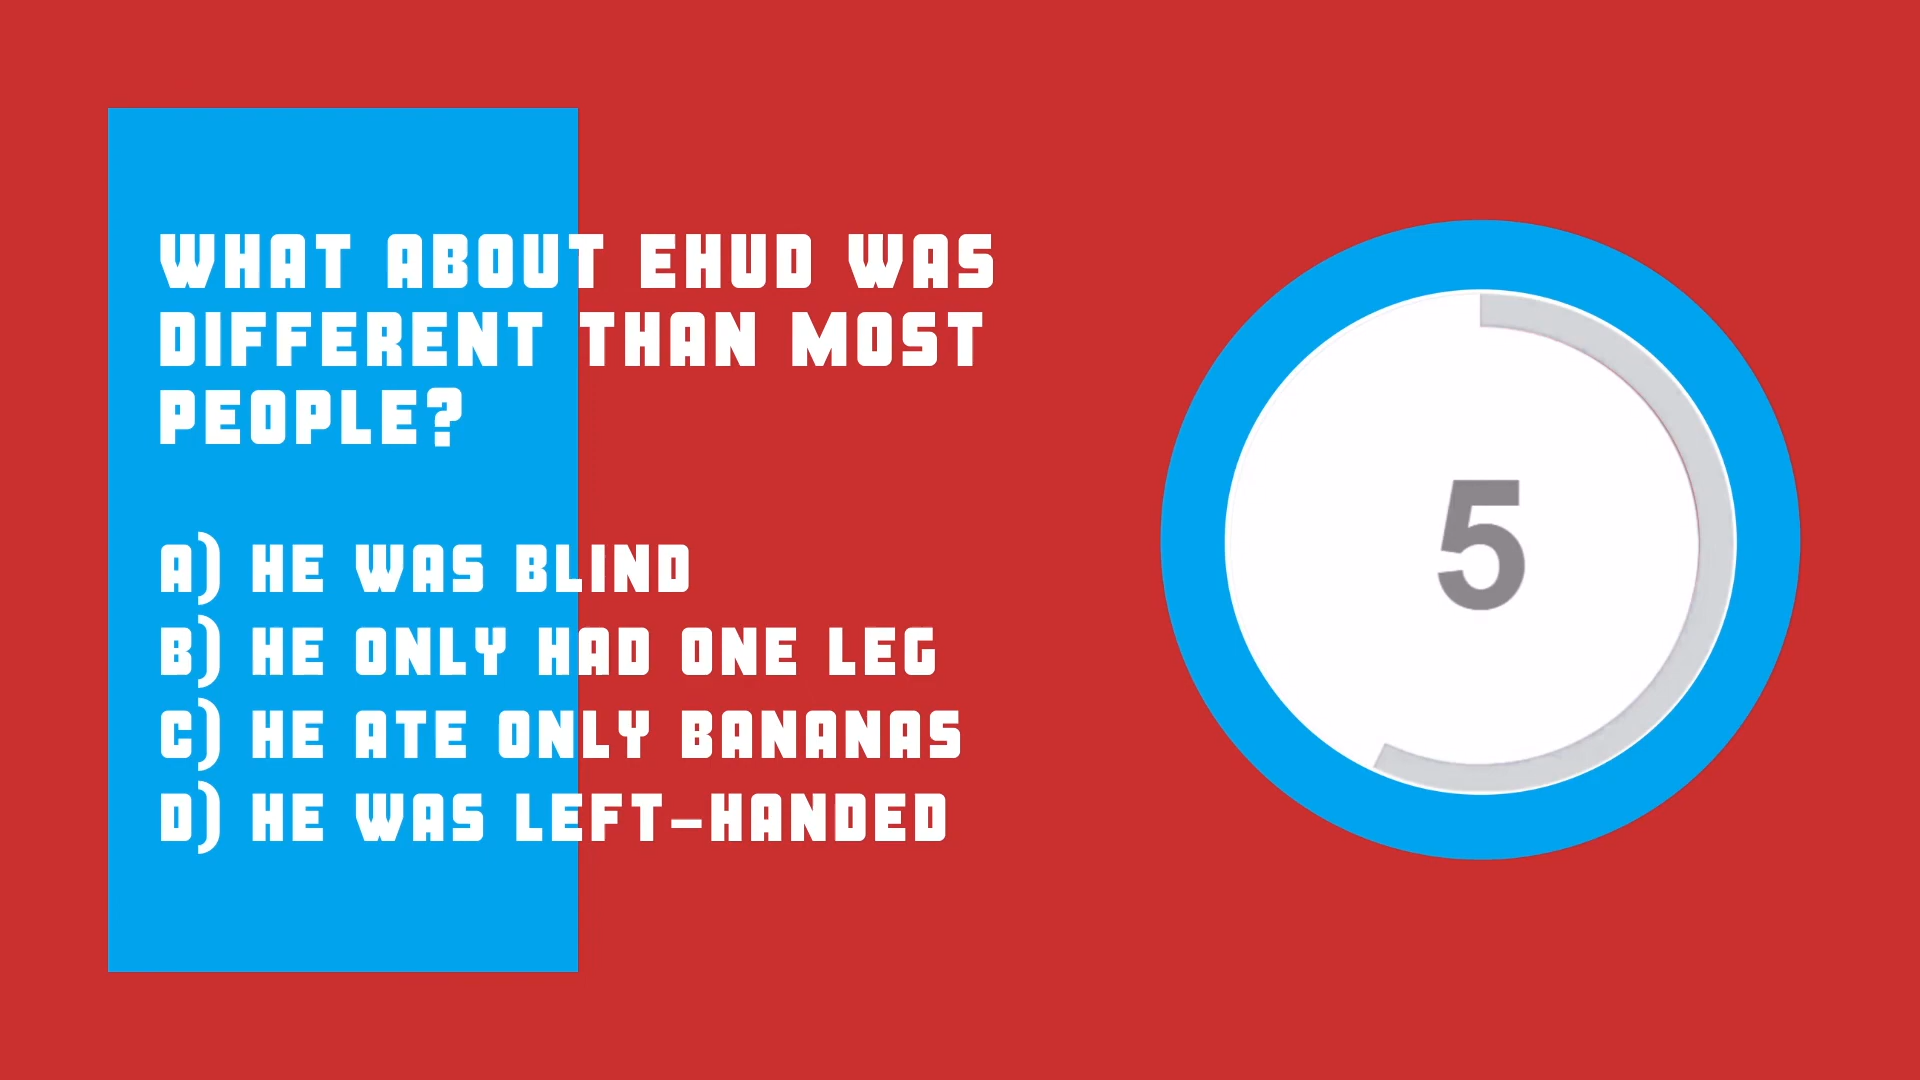 WHAT ABOUT EHUD WAS
DIFFERENT THAN MOST
PEOPLE?
A) HE WAS BLIND
B) HE ONLY HAD ONE LEG
C) HE ATE ONLY BANANAS
D) HE WAS LEFT-HANDED
5